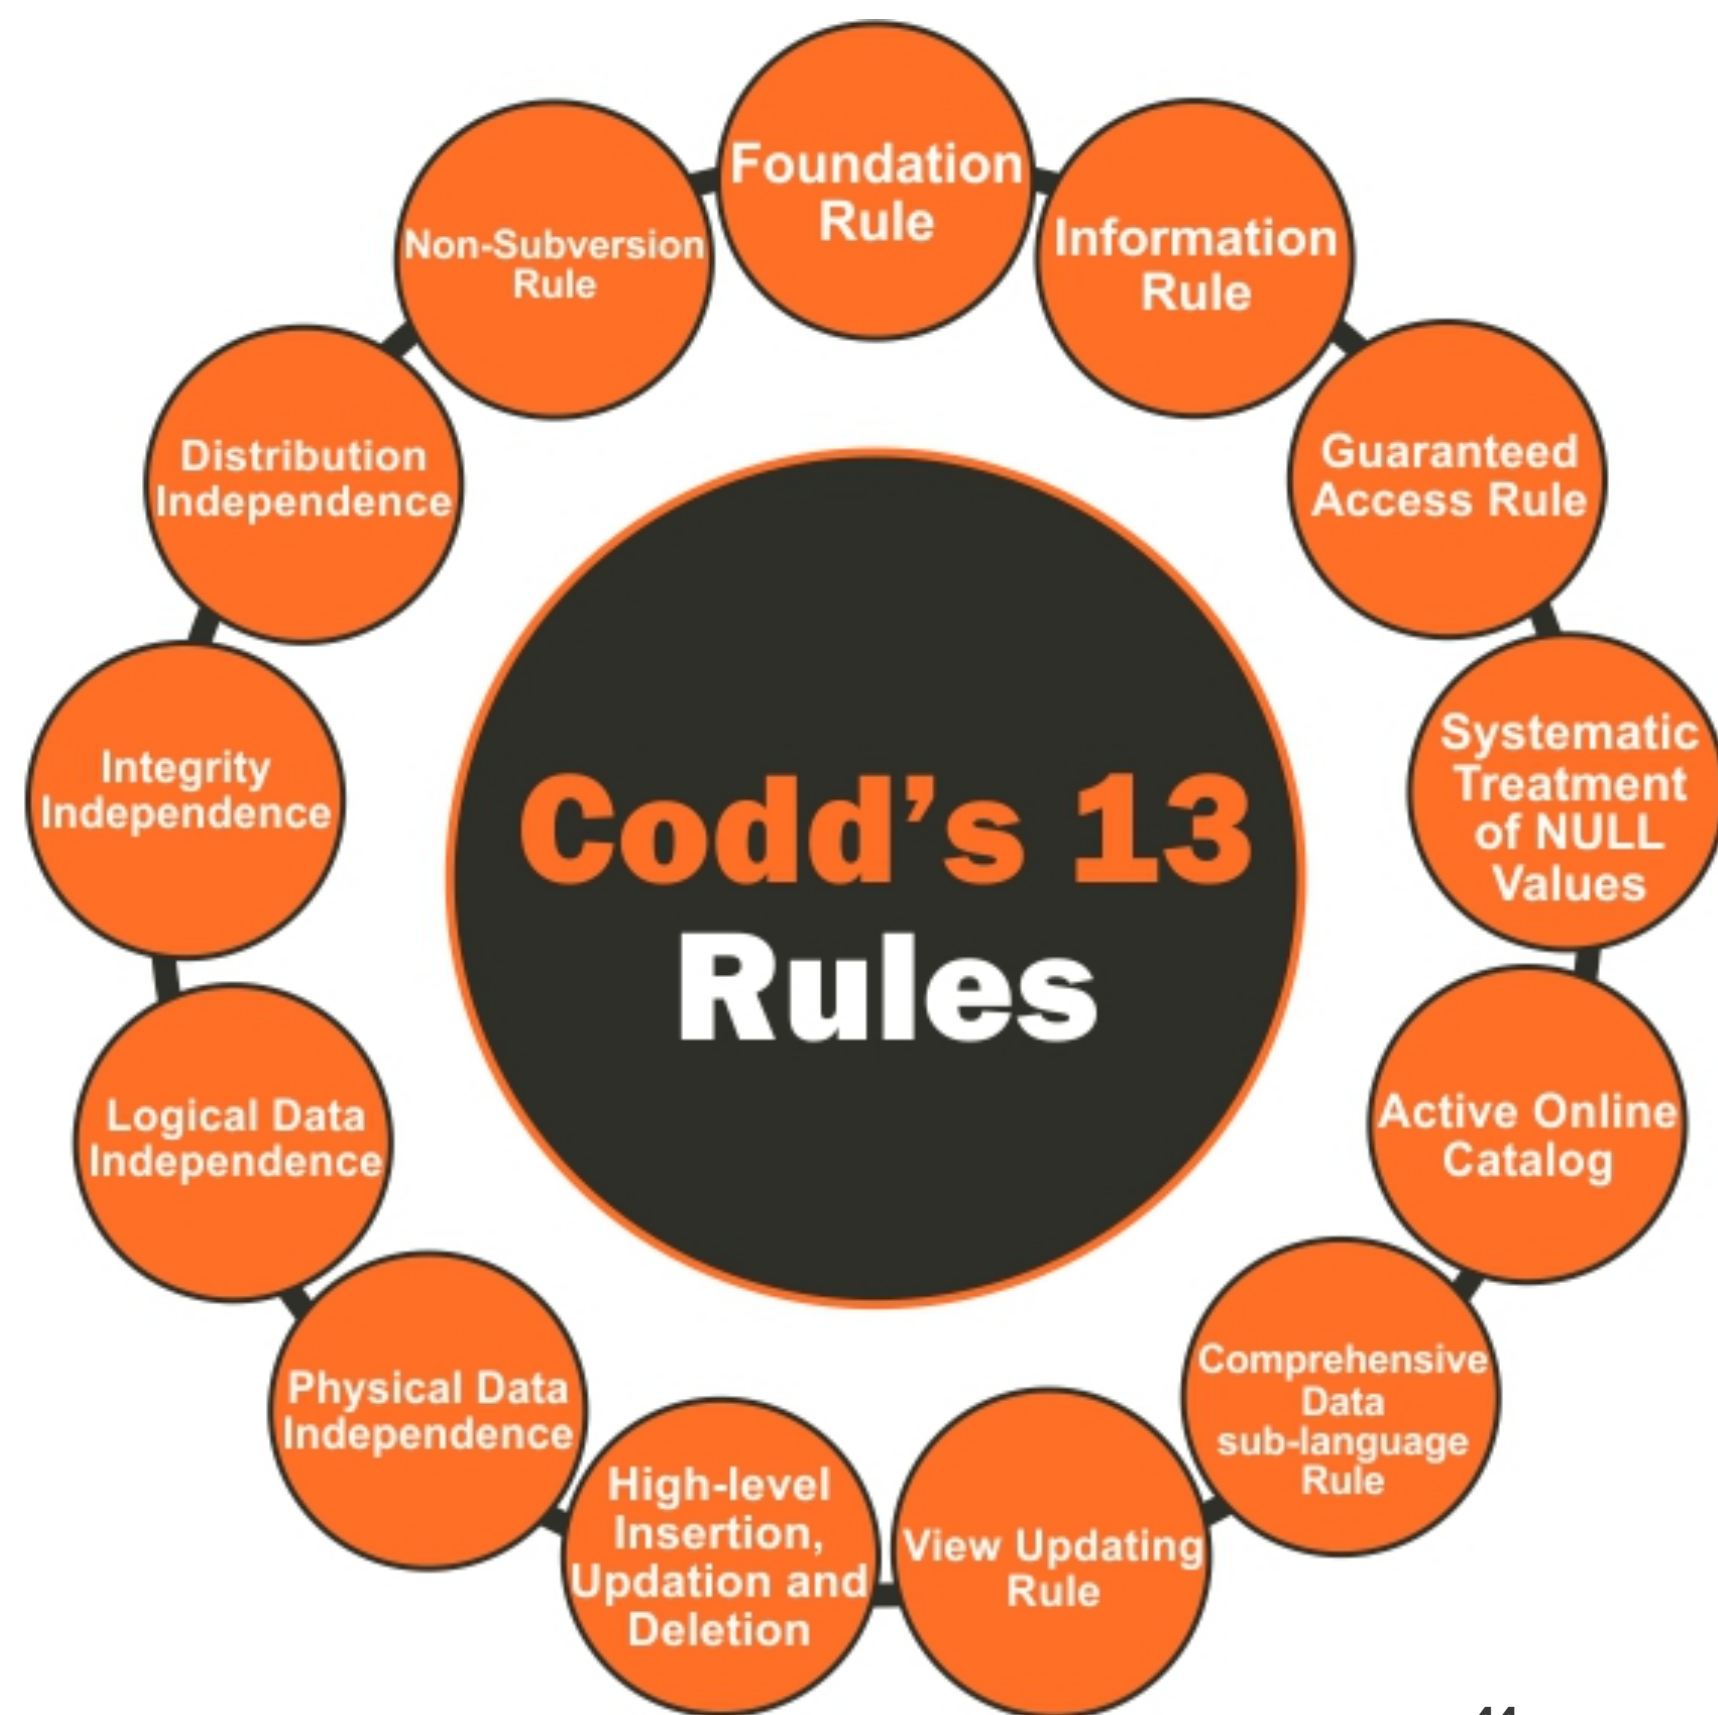 Foundation
Rule
Information
Rule
Guaranteed
Access Rule
Systematic
Treatment
of NULL
Values
Active Online
Catalog
Comprehensive
Data
sub-language
Rule
View Updating
Rule
High-level
Insertion,
Updation and
Deletion
Physical Data
Independence
Logical Data
Independence
Integrity
Independence
Distribution
Independence
Non-Subversion
Rule
Codd’s 13
Rules